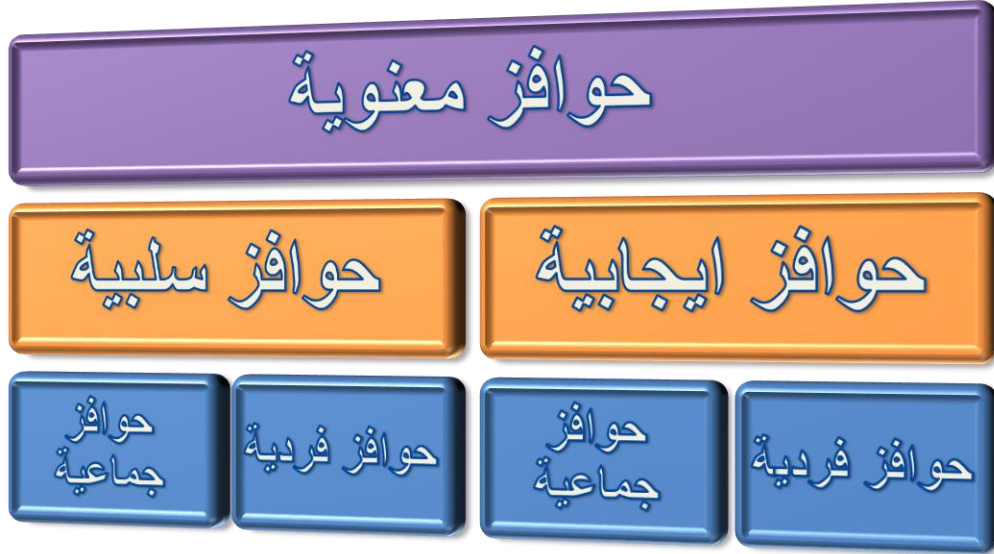 حوافز معنوية
حوافز ايجابية
حوافز سلبية
حوافز فردية
حوافز
جماعية
حوافز فردية
حوافز
جماعية